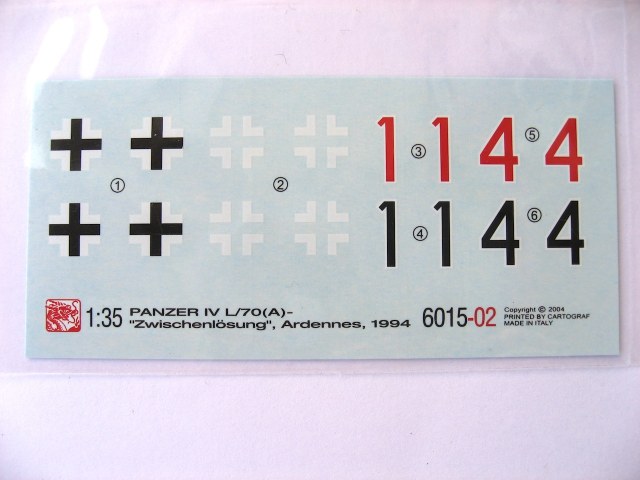 1 1 4 4
① ② ③ ⑤
1 1 4 4
④ ⑥
1:35 PANZER IV L/70(A)-
"Zwischenlösung", Ardennes, 1994
6015-02
Copyright © 2004
PRINTED BY CARTOGRAF
MADE IN ITALY